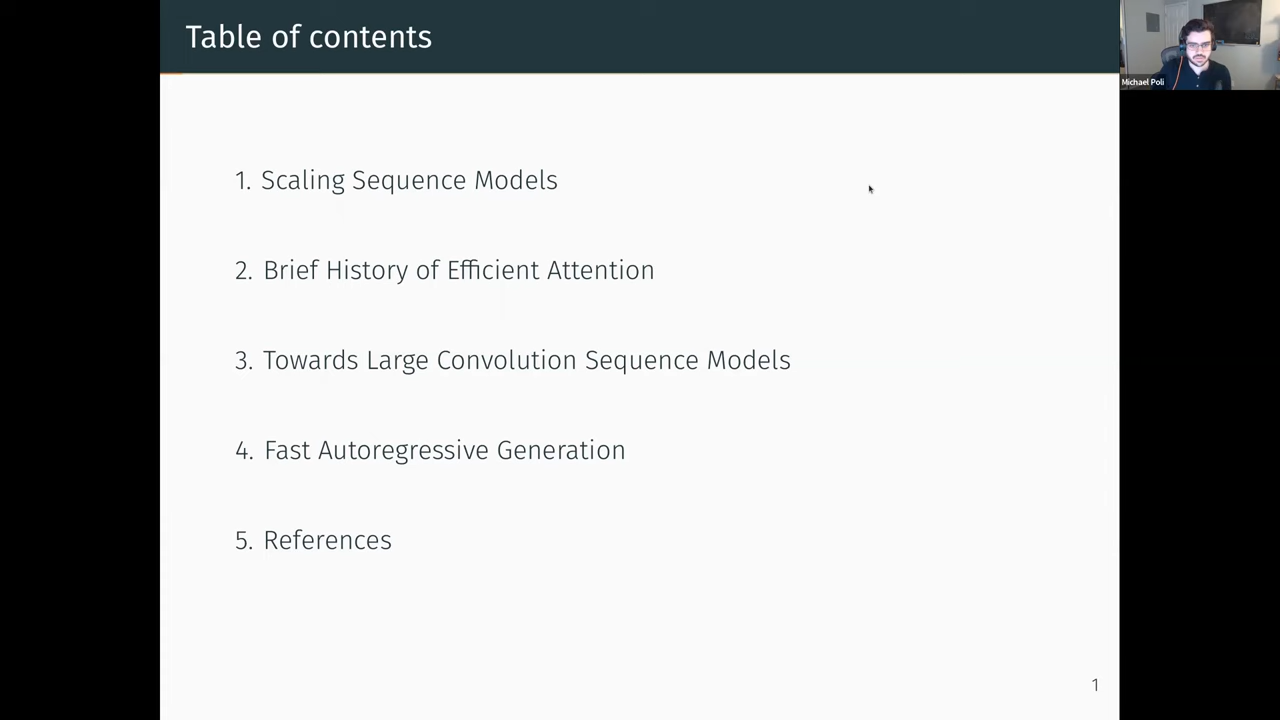 Table of contents
Michael Poli
1. Scaling Sequence Models
2. Brief History of Efficient Attention
3. Towards Large Convolution Sequence Models
4. Fast Autoregressive Generation
5. References
1